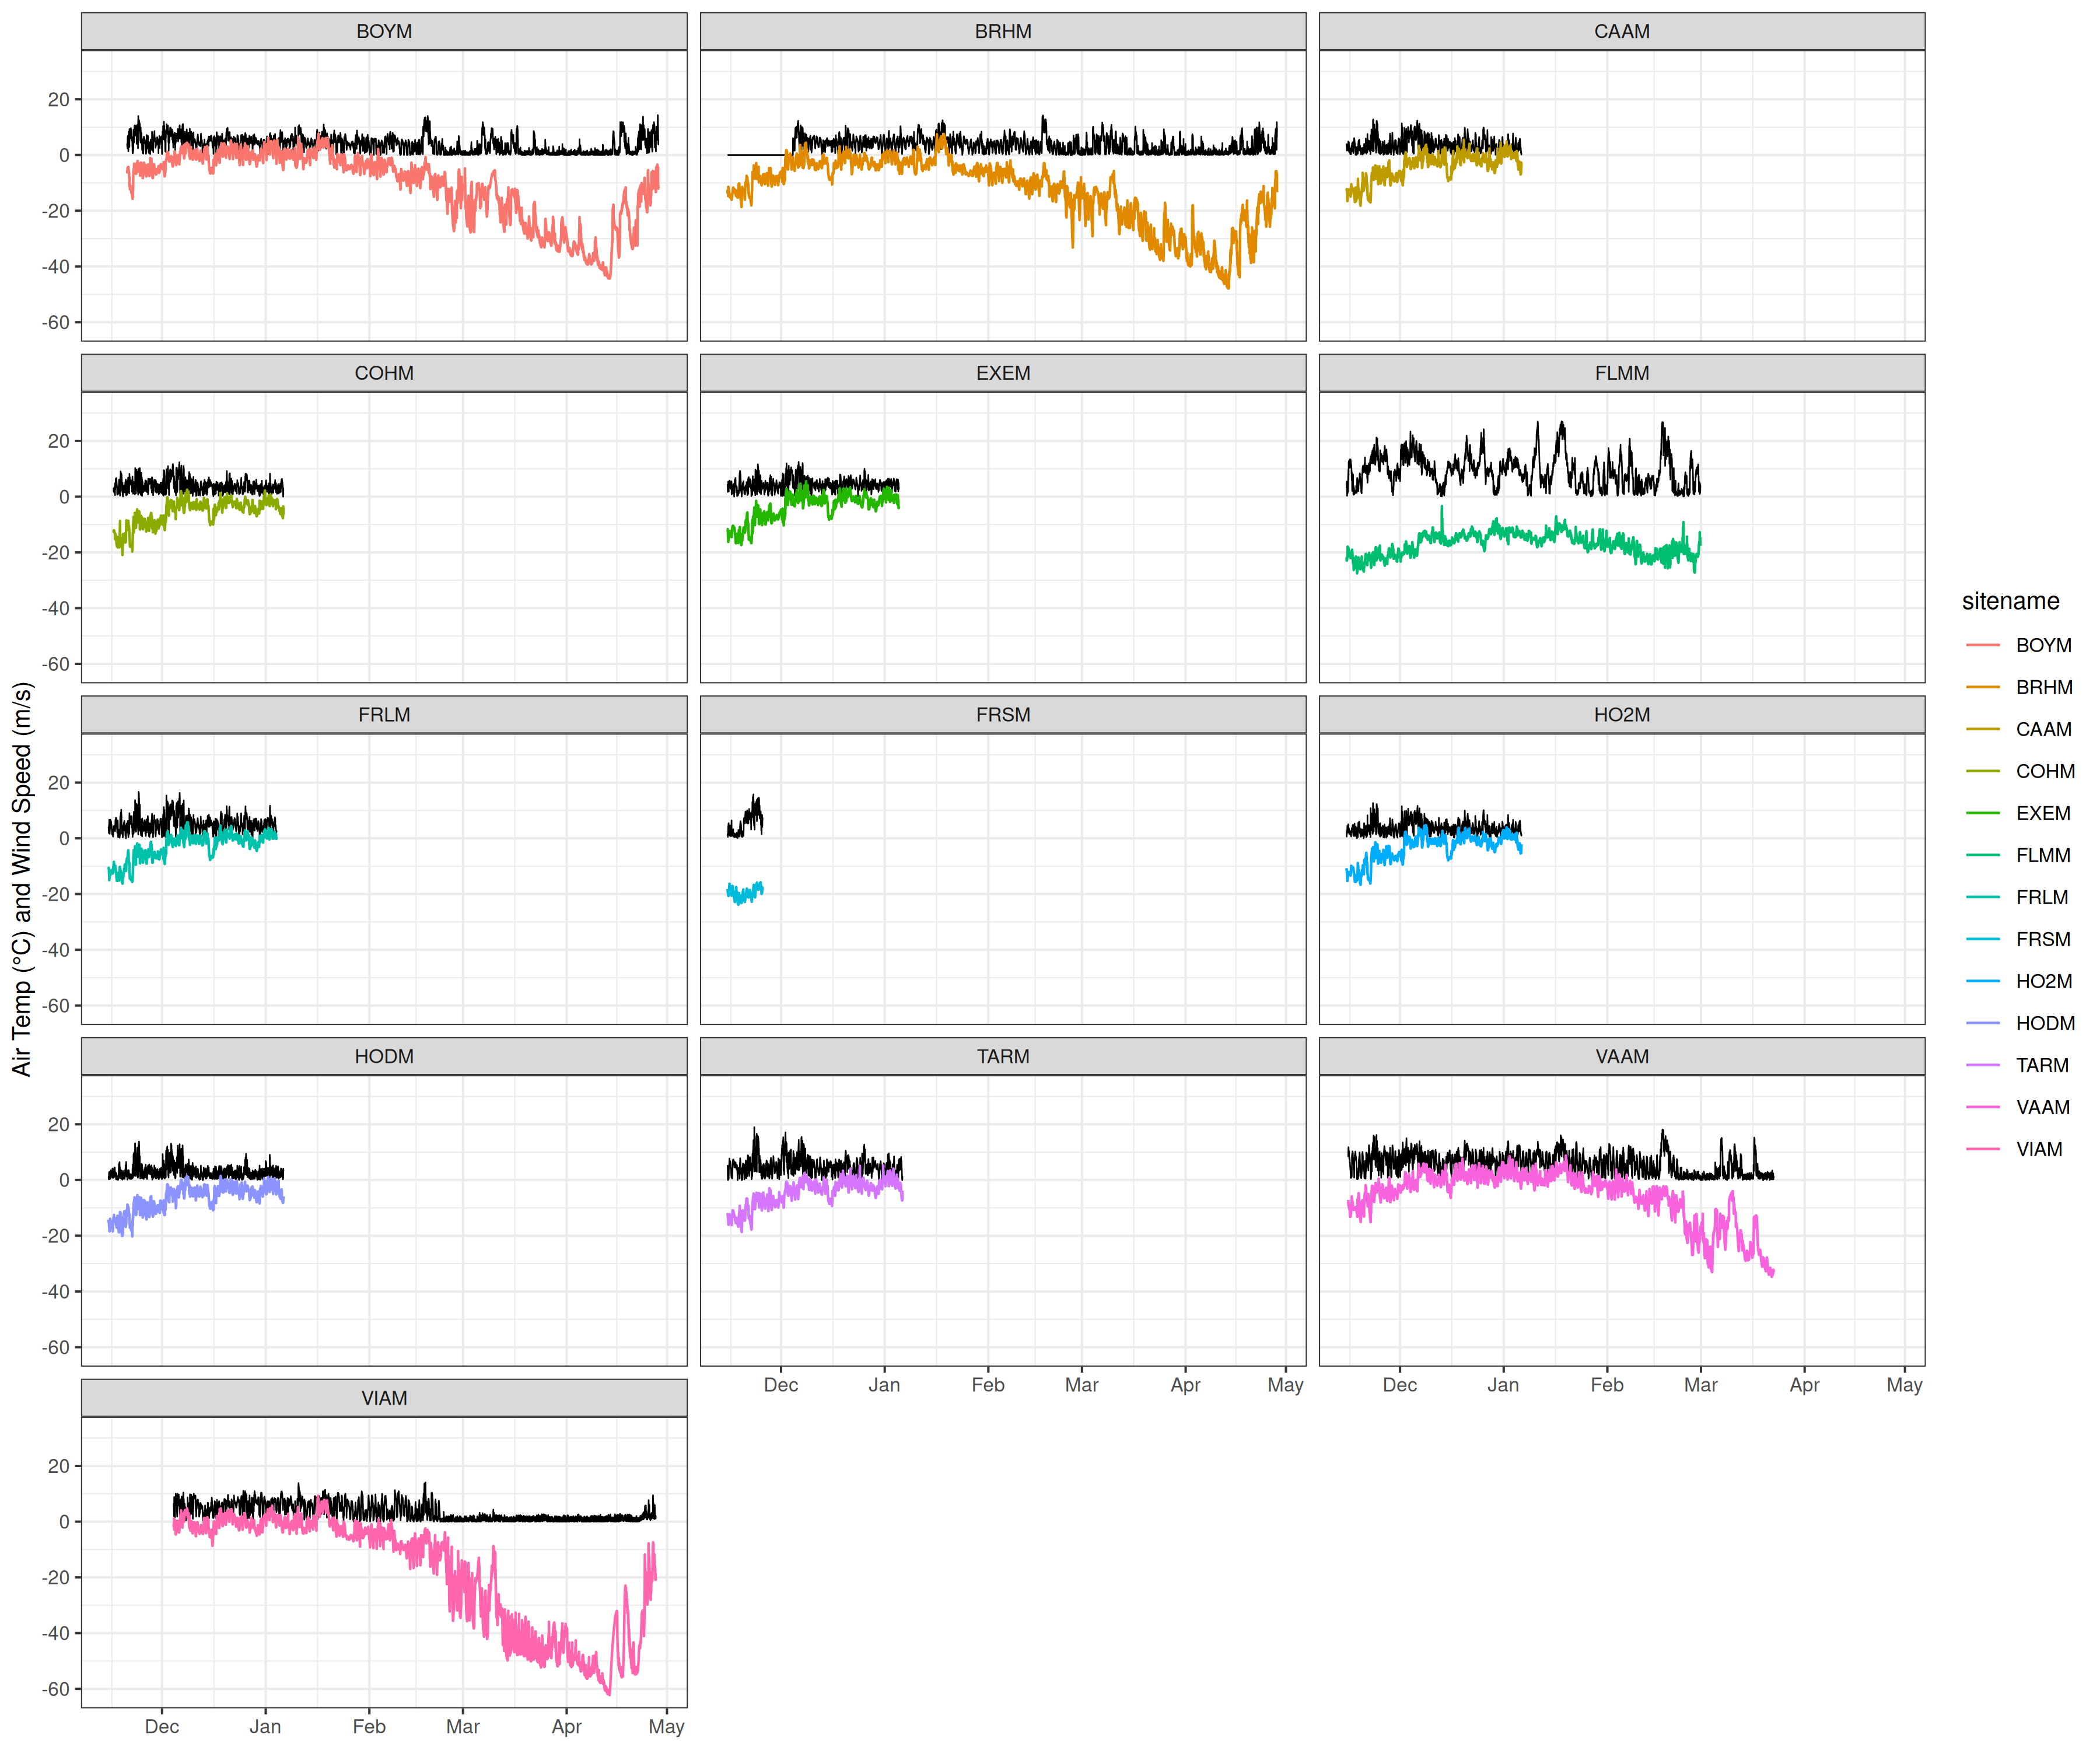 BOYM BRHM CAAM
20
0
-20
-40
-60
COHM EXEM FLMM
20
0
-20
-40
-60
FRLM FRSM HO2M
20
0
-20
-40
-60
HODM TARM VAAM
20
0
-20
-40
-60
Dec Jan Feb Mar Apr May Dec Jan Feb Mar Apr May
VIAM
20
0
-20
-40
-60
Dec Jan Feb Mar Apr May
Air Temp (°C) and Wind Speed (m/s)
sitename
BOYM
BRHM
CAAM
COHM
EXEM
FLMM
FRLM
FRSM
HO2M
HODM
TARM
VAAM
VIAM